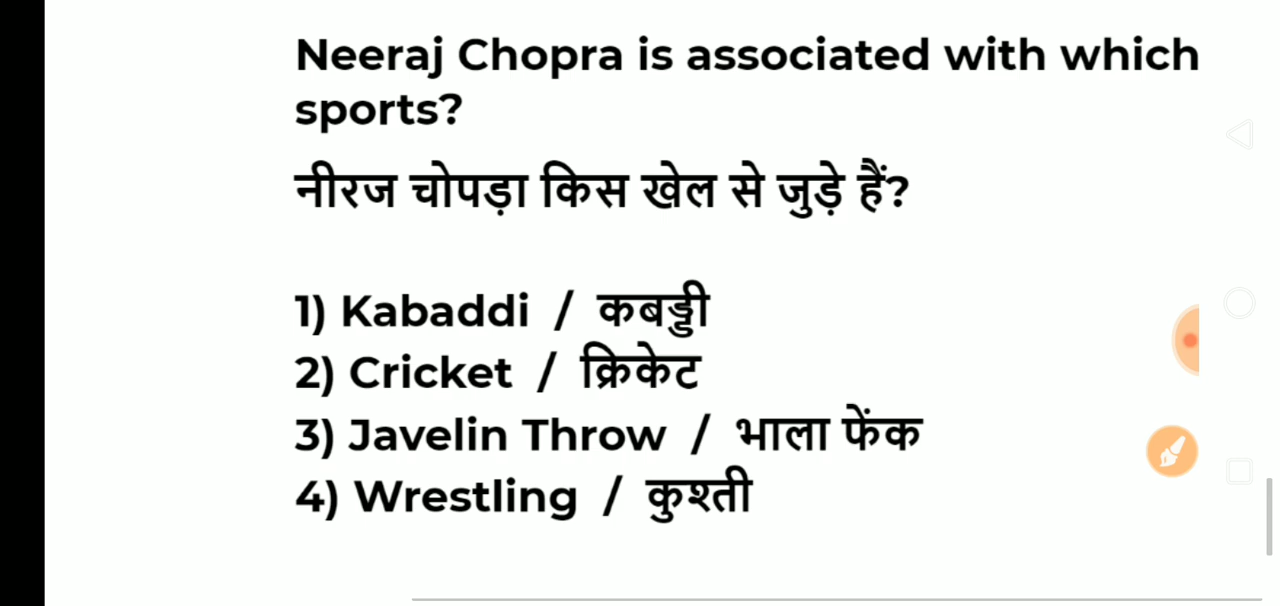 Neeraj Chopra is associated with which
sports?
नीरज चोपड़ा किस खेल से जुड़े हैं?
1) Kabaddi / कबड्डी
2) Cricket / क्रिकेट
3) Javelin Throw / भाला फेंक
4) Wrestling / कुश्ती